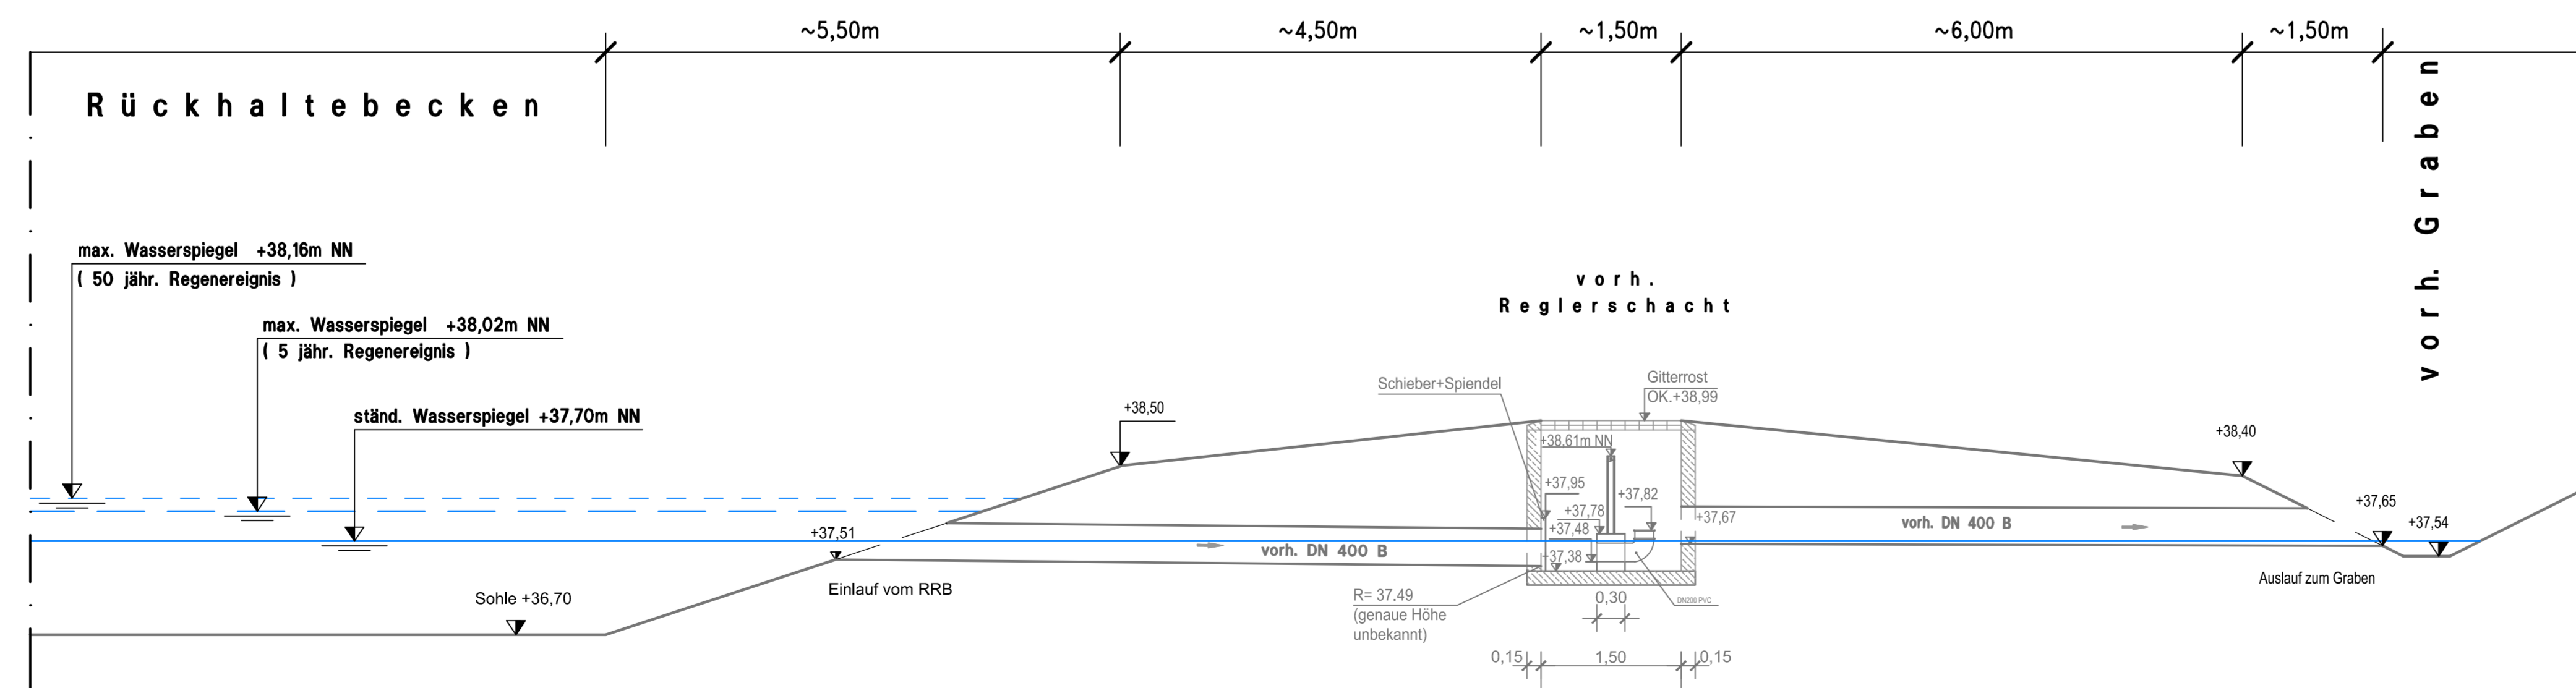 ~5,50m
~4,50m
~1,50m
~6,00m
~1,50m
Rückhaltebecken
vorh. Graben
max. Wasserspiegel +38,16m NN
( 50 jähr. Regenereignis )
max. Wasserspiegel +38,02m NN
( 5 jähr. Regenereignis )
ständ. Wasserspiegel +37,70m NN
vorh.
Reglerschacht
Schieber+Spiendel
Gitterrost
OK.+38,99
+38,50
+38,61m NN
+38,40
+37,95
+37,82
+37,78
+37,67
+37,48
+37,38
+37,65
+37,54
+37,51
vorh. DN 400 B
vorh. DN 400 B
Einlauf vom RRB
Auslauf zum Graben
Sohle +36,70
R= 37.49
(genaue Höhe
unbekannt)
DN200 PVC
0,30
0,15
1,50
0,15